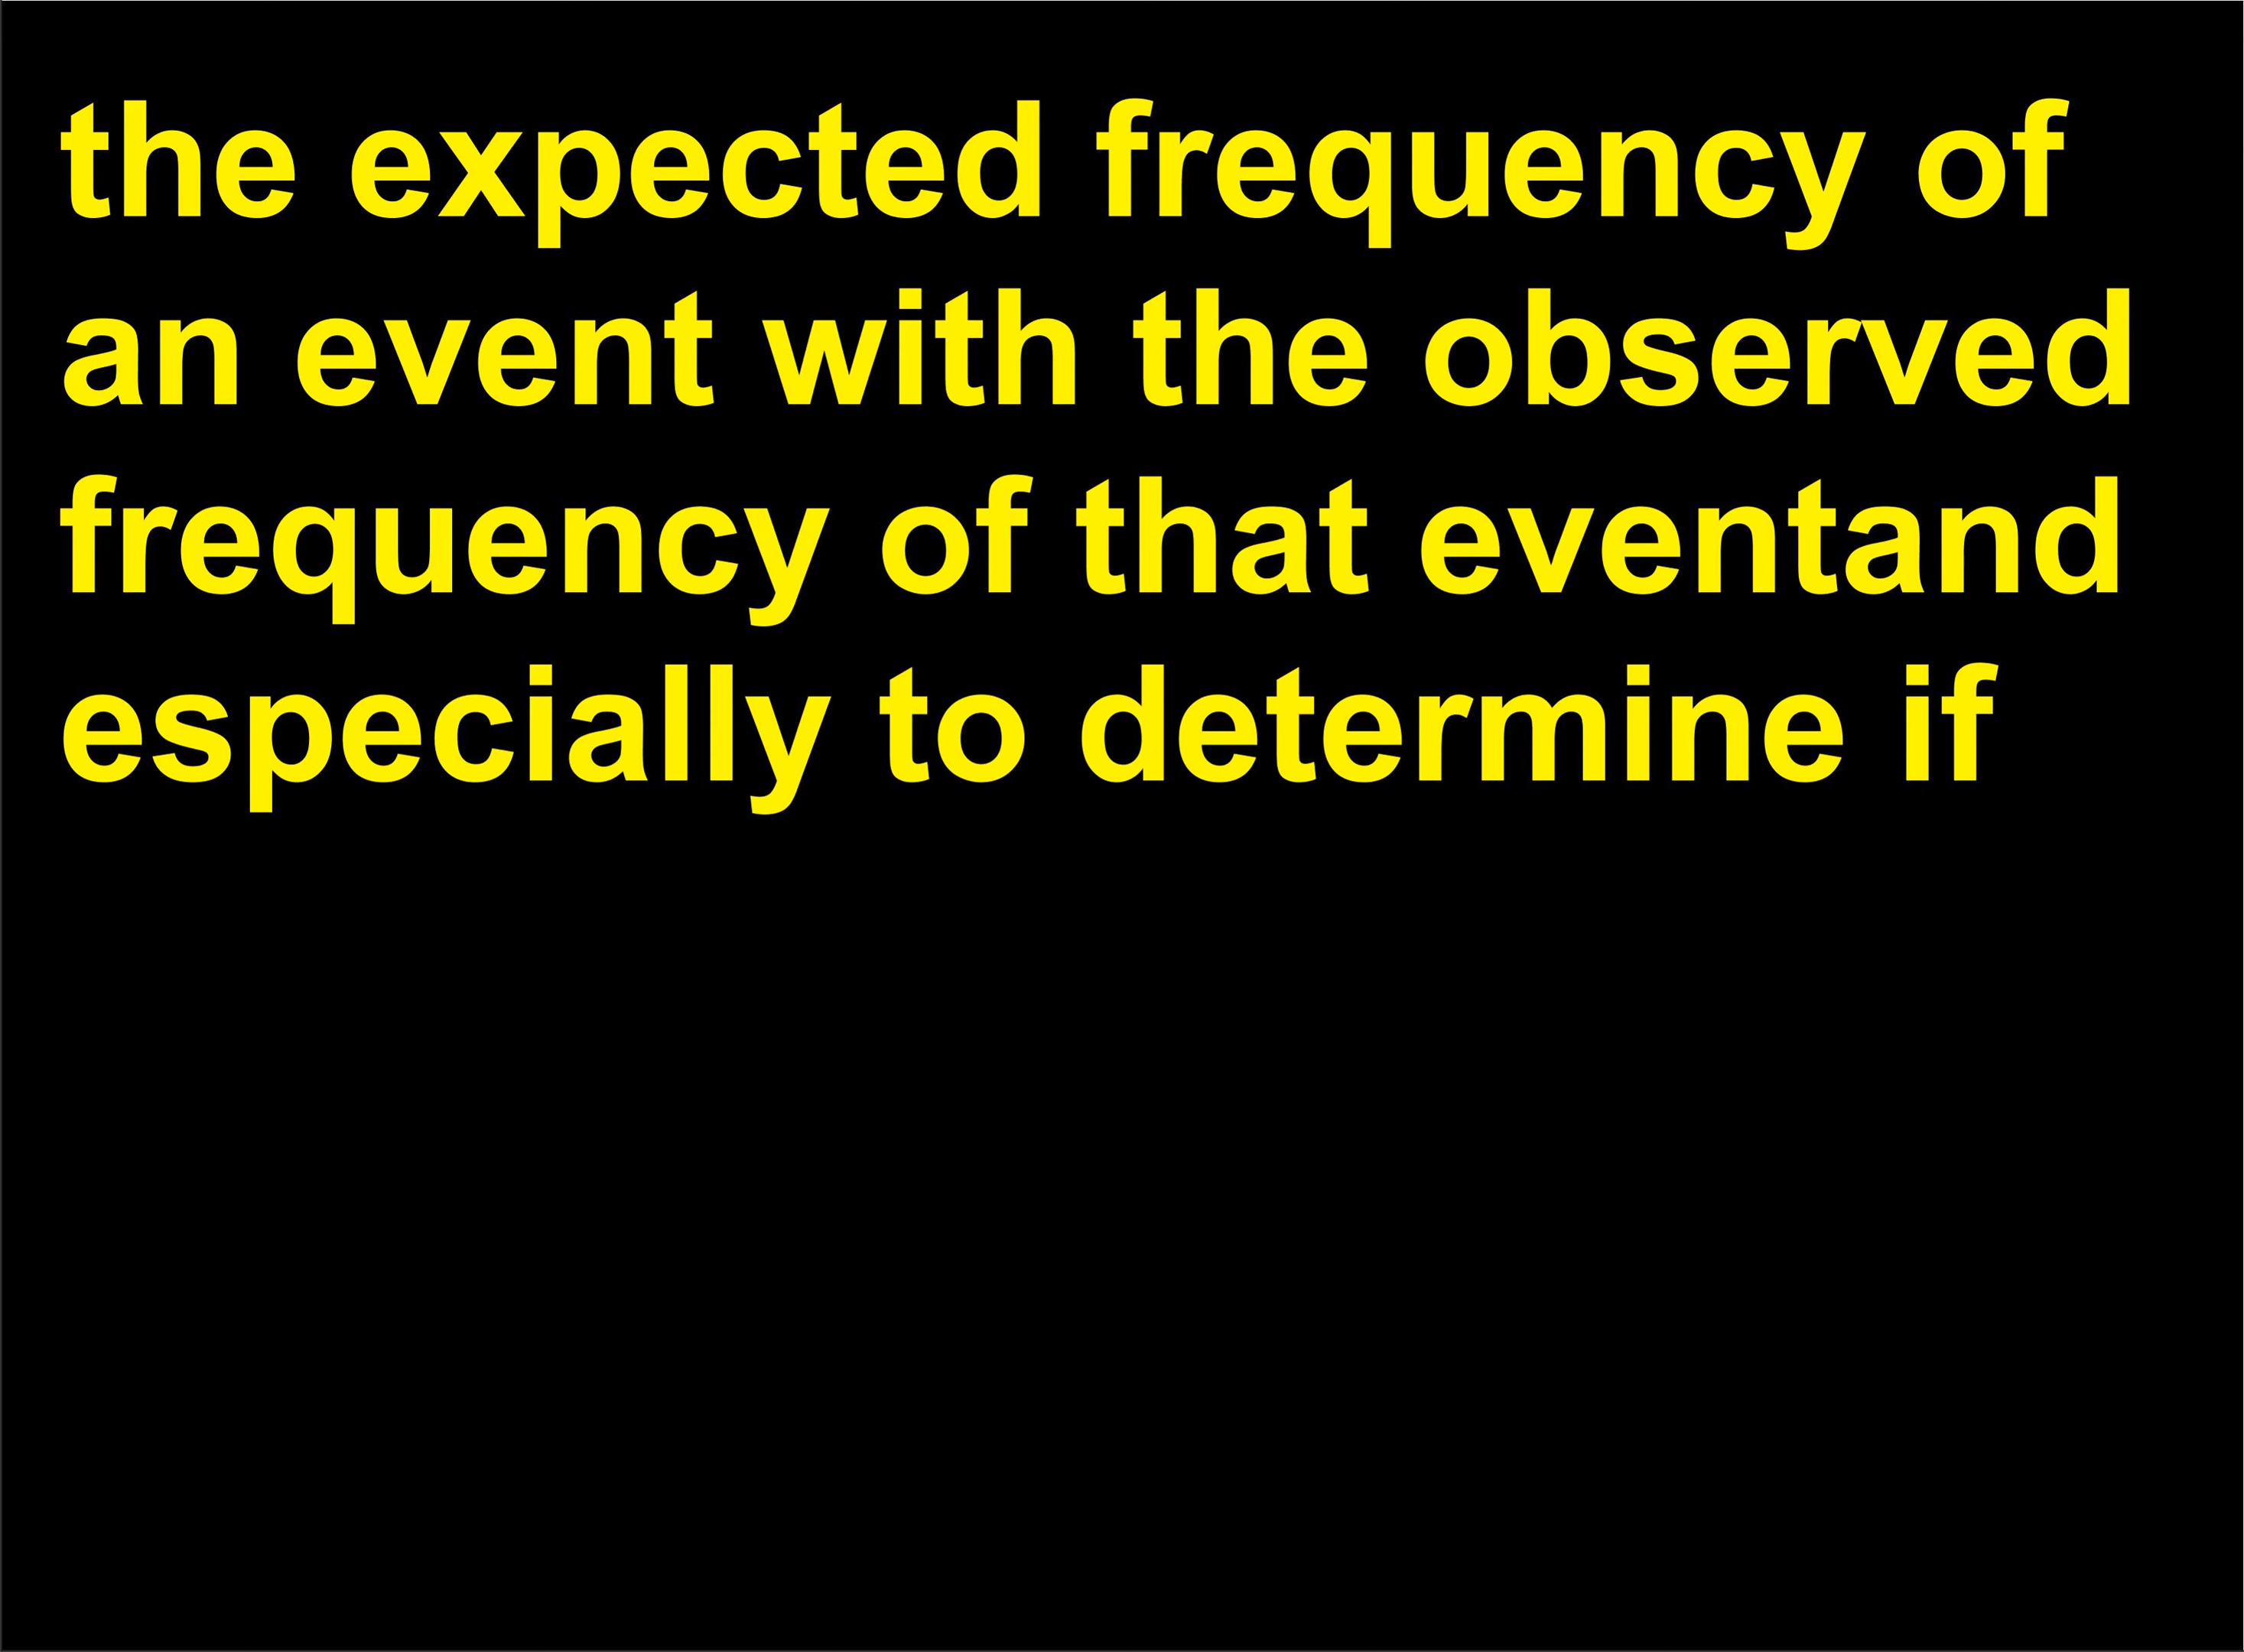 the expected frequency of
an event with the observed
frequency of that eventand
especially to determine if